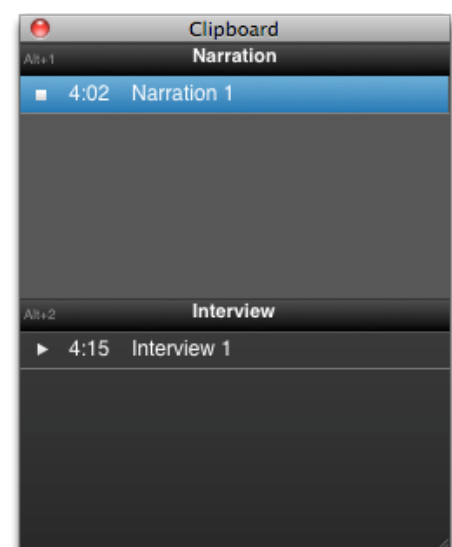 Clipboard
Alt+1 Narration
4:02 Narration 1
Alt+2 Interview
4:15 Interview 1